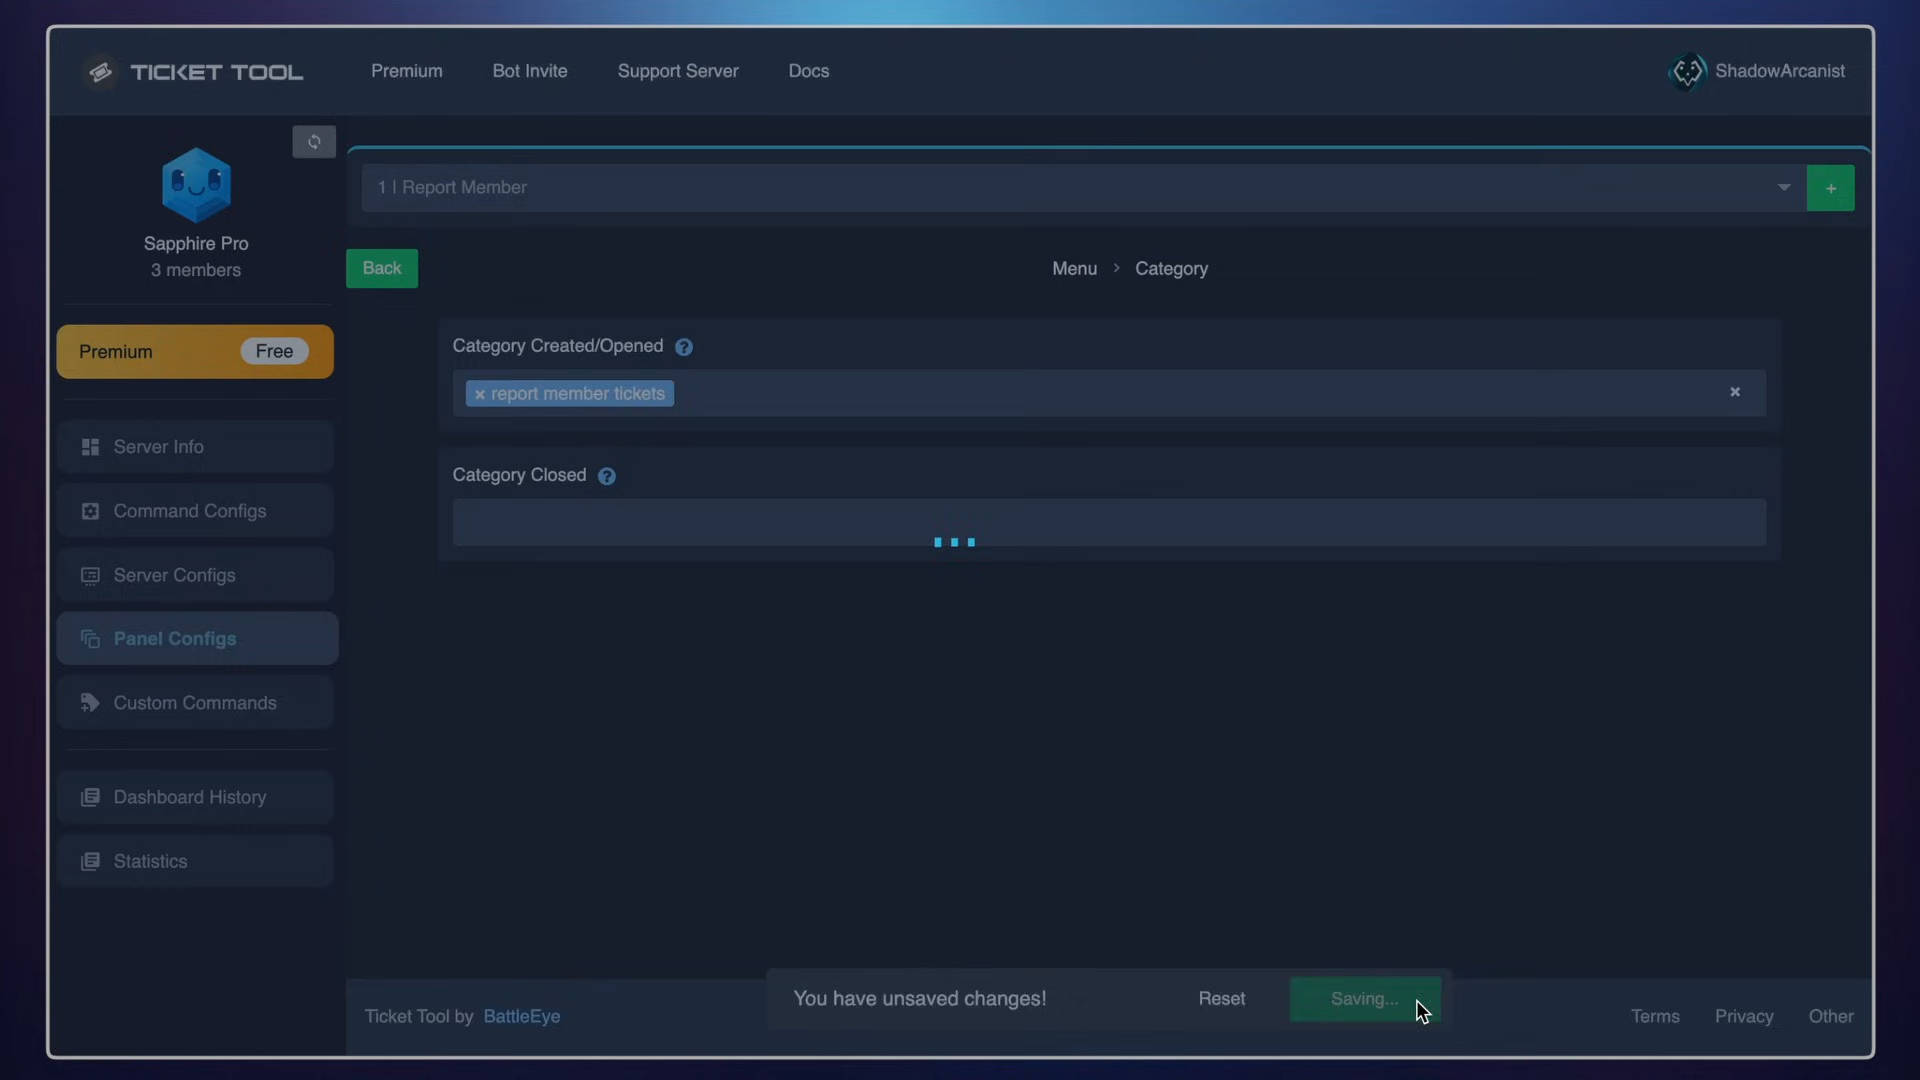 TICKET TOOL
Premium
Bot Invite
Support Server
Docs
ShadowArcanist
Sapphire Pro
3 members
1 | Report Member
+
Back
Menu > Category
Premium
Free
Category Created/Opened ?
× report member tickets
×
Category Closed ?
Server Info
Command Configs
Server Configs
Panel Configs
Custom Commands
Dashboard History
Statistics
You have unsaved changes!
Reset
Saving...
Ticket Tool by BattleEye
Terms
Privacy
Other